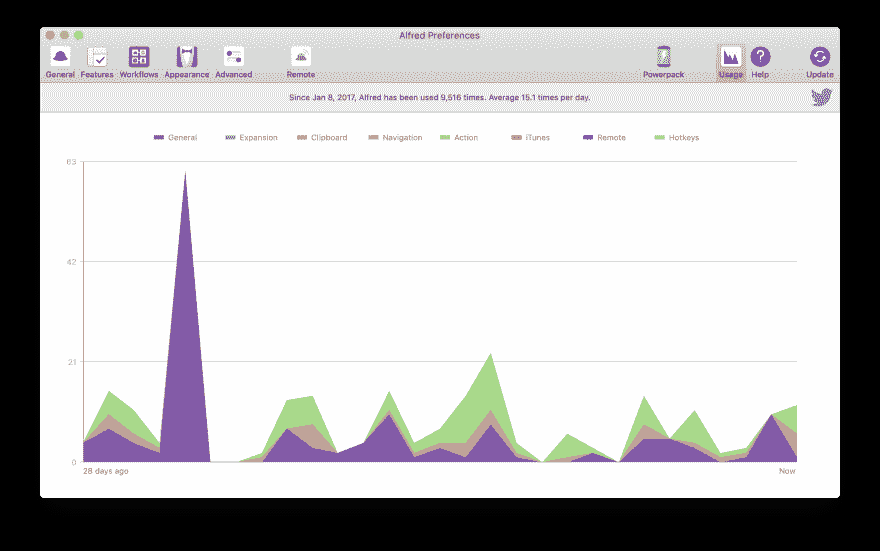 Alfred Preferences
General Features Workflows Appearance Advanced Remote Powerpack Usage Help Update
Since Jan 8, 2017, Alfred has been used 9,516 times. Average 15.1 times per day.
General Expansion Clipboard Navigation Action iTunes Remote Hotkeys
63
42
21
0
28 days ago Now